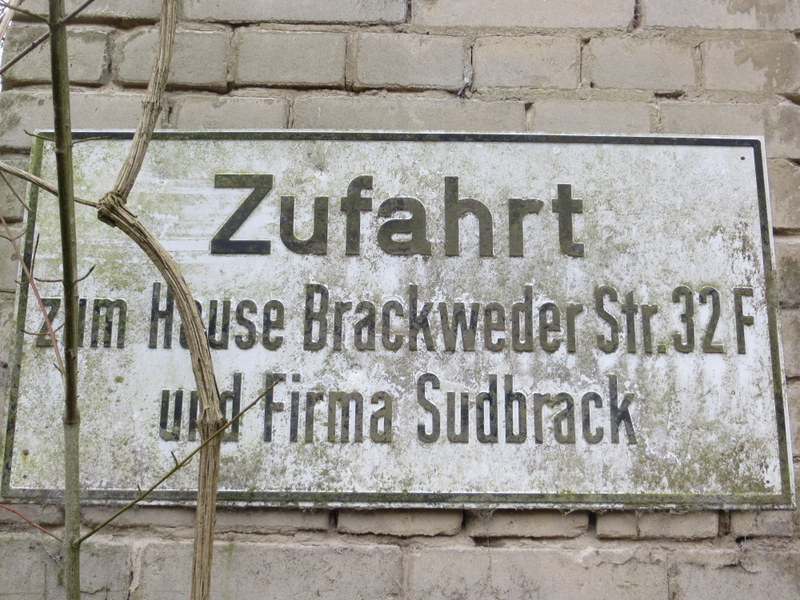 Zufahrt
zum Hause Brackweder Str. 32 F
und Firma Sudbrack